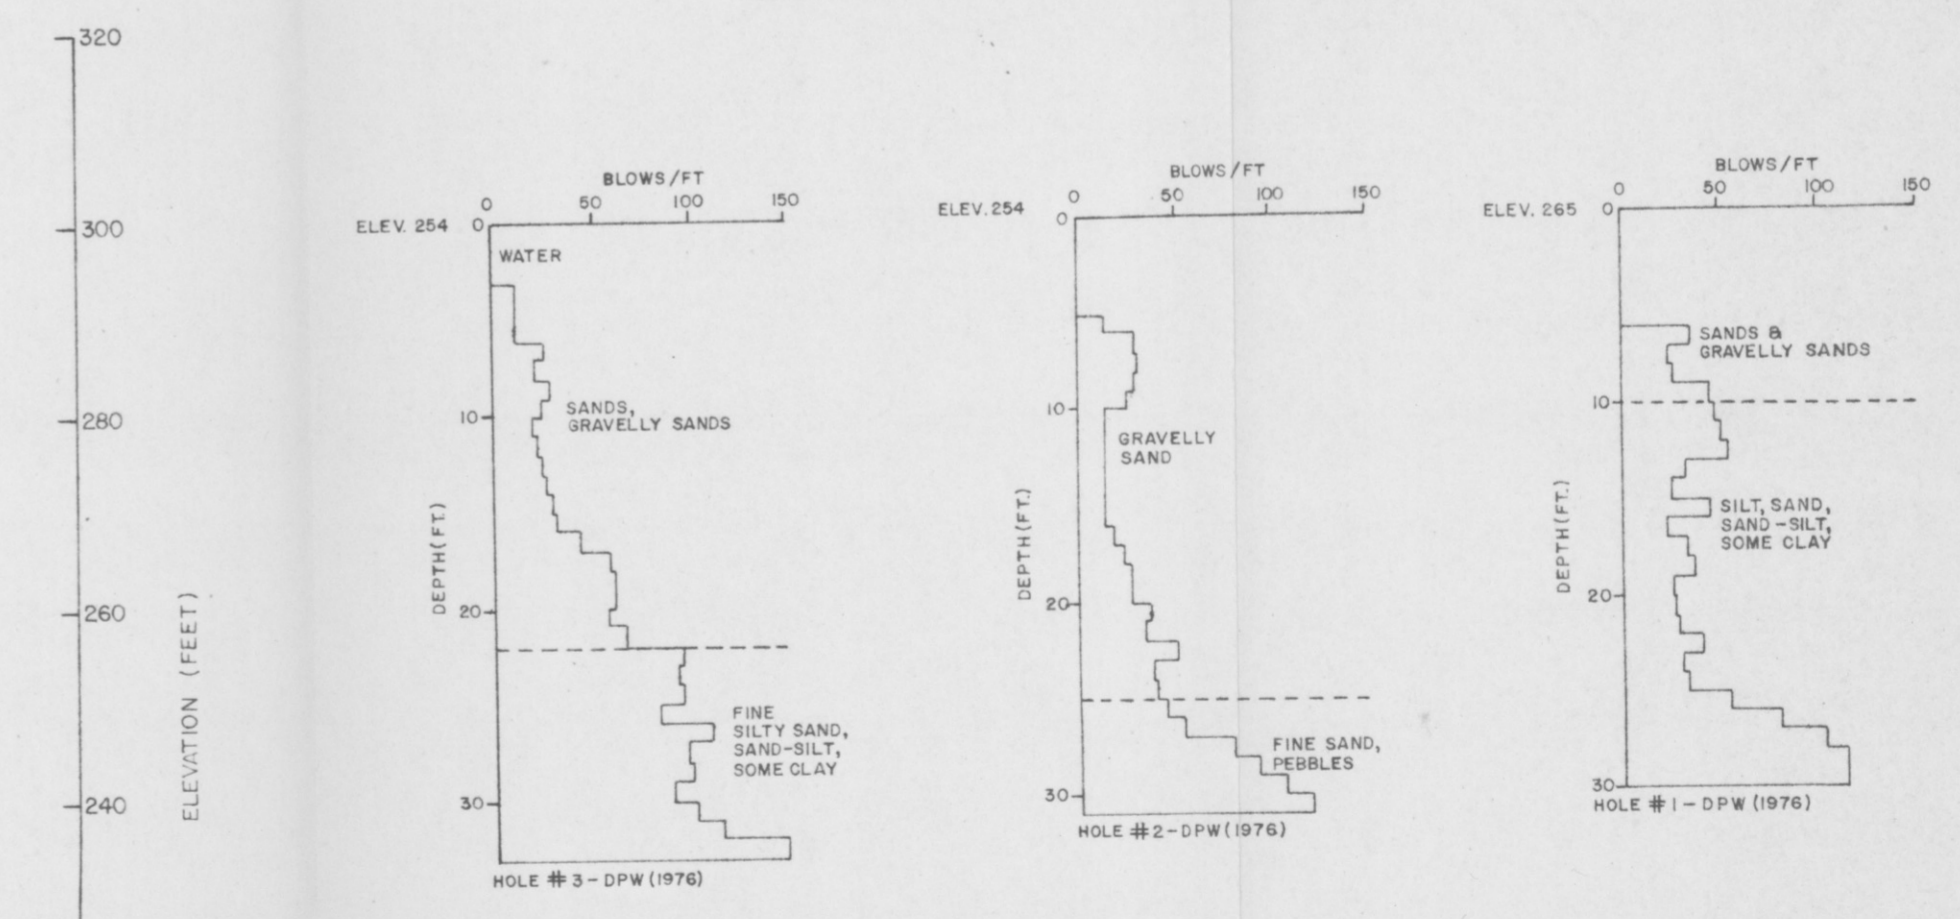 320
300
280
260
240
ELEVATION (FEET)
BLOWS/FT
0 50 100 150
ELEV. 254 0
WATER
10
SANDS,
GRAVELLY SANDS
DEPTH(FT.)
20
FINE
SILTY SAND,
SAND-SILT,
SOME CLAY
30
HOLE #3-DPW(1976)
BLOWS/FT
0 50 100 150
ELEV. 254 0
10
GRAVELLY
SAND
DEPTH(FT.)
20
FINE SAND,
PEBBLES
30
HOLE #2-DPW(1976)
BLOWS/FT
0 50 100 150
ELEV. 265 0
SANDS &
GRAVELLY SANDS
10
SILT, SAND,
SAND-SILT,
SOME CLAY
DEPTH(FT.)
20
30
HOLE #1-DPW(1976)